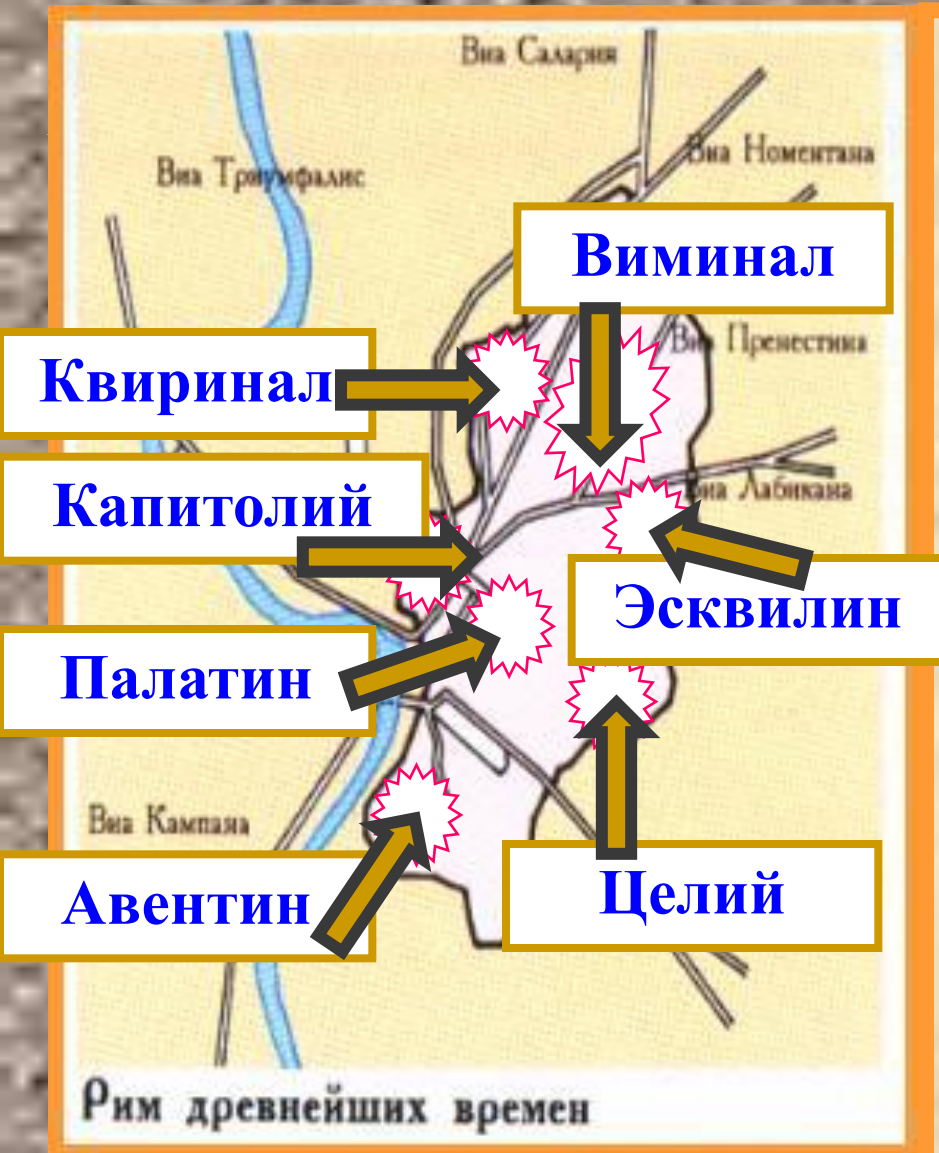 Виа Салария
Виа Номентана
Виа Триумфалис
Виминал
Виа Пренестина
Квиринал
Капитолий
Виа Лабикана
Эсквилин
Палатин
Виа Кампана
Авентин
Целий
Рим древнейших времен